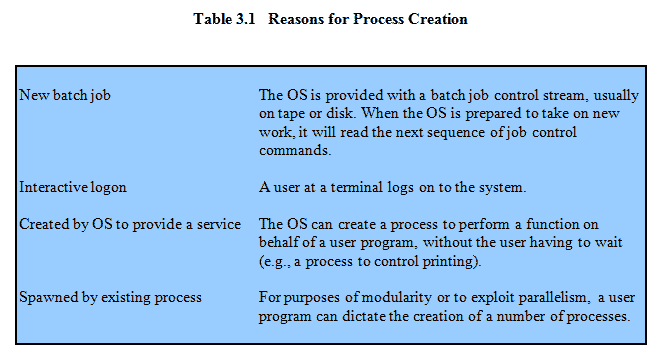 Table 3.1 Reasons for Process Creation
New batch job The OS is provided with a batch job control stream, usually
on tape or disk. When the OS is prepared to take on new
work, it will read the next sequence of job control
commands.
Interactive logon A user at a terminal logs on to the system.
Created by OS to provide a service The OS can create a process to perform a function on
behalf of a user program, without the user having to wait
(e.g., a process to control printing).
Spawned by existing process For purposes of modularity or to exploit parallelism, a user
program can dictate the creation of a number of processes.